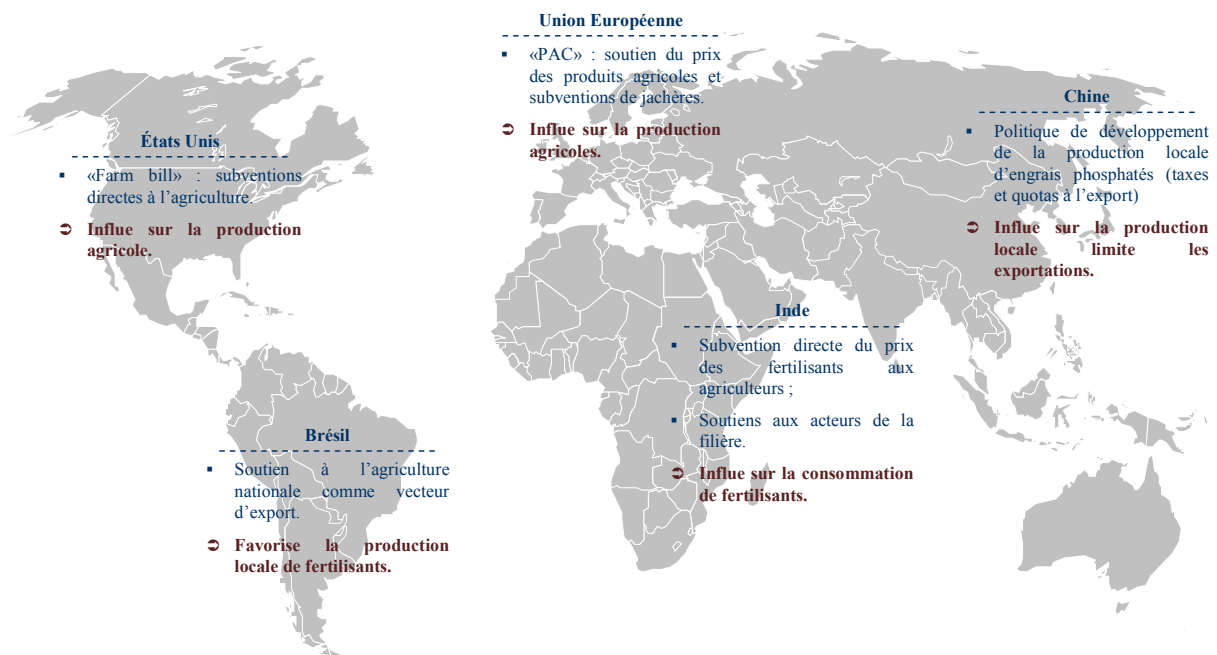 Union Européenne
▪ «PAC» : soutien du prix
des produits agricoles et
subventions de jachères.
➲ Influe sur la production
agricoles.
États Unis
▪ «Farm bill» : subventions
directes à l'agriculture.
➲ Influe sur la production
agricole.
Chine
▪ Politique de développement
de la production locale
d'engrais phosphatés (taxes
et quotas à l'export)
➲ Influe sur la production
locale limite les
exportations.
Inde
▪ Subvention directe du prix
des fertilisants aux
agriculteurs ;
▪ Soutiens aux acteurs de la
filière.
➲ Influe sur la consommation
de fertilisants.
Brésil
▪ Soutien à l'agriculture
nationale comme vecteur
d'export.
➲ Favorise la production
locale de fertilisants.